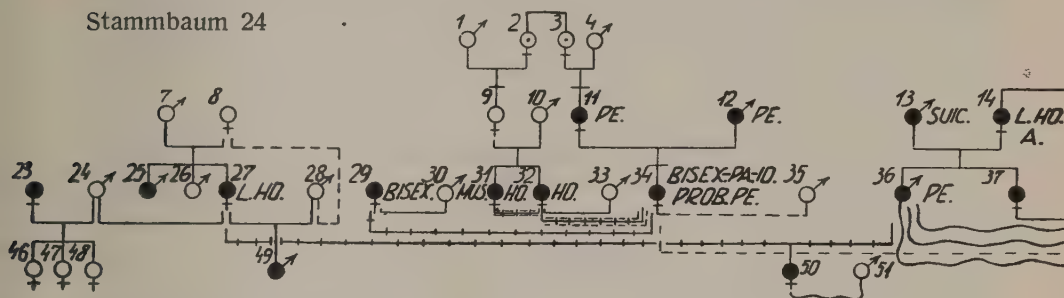 Stammbaum 24
1 2 3 4
7 8 9 10 11 PE. 12 PE. 13 SUIC. 14 L.HO. A.
23 24 25 26 27 L.HO. 28 29 BISEX. 30 MUS. 31 HO. 32 HO. 33 34 BISEX-PA-IO. PROB.PE. 35 36 PE. 37
46 47 48 49 50 51